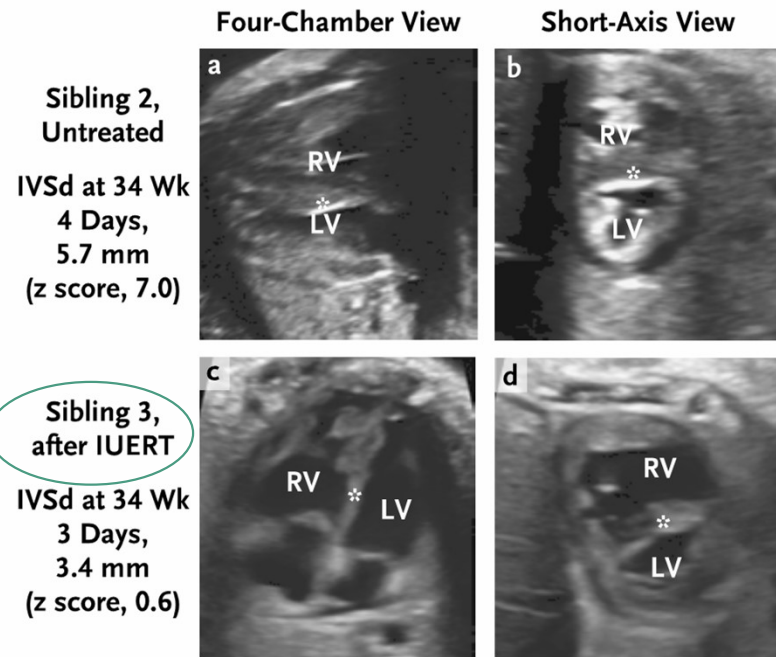 Four-Chamber View
Short-Axis View
Sibling 2,
Untreated
IVSd at 34 Wk
4 Days,
5.7 mm
(z score, 7.0)
a
RV
*
LV
b
RV
*
LV
Sibling 3,
after IUERT
IVSd at 34 Wk
3 Days,
3.4 mm
(z score, 0.6)
c
RV
*
LV
d
RV
*
LV